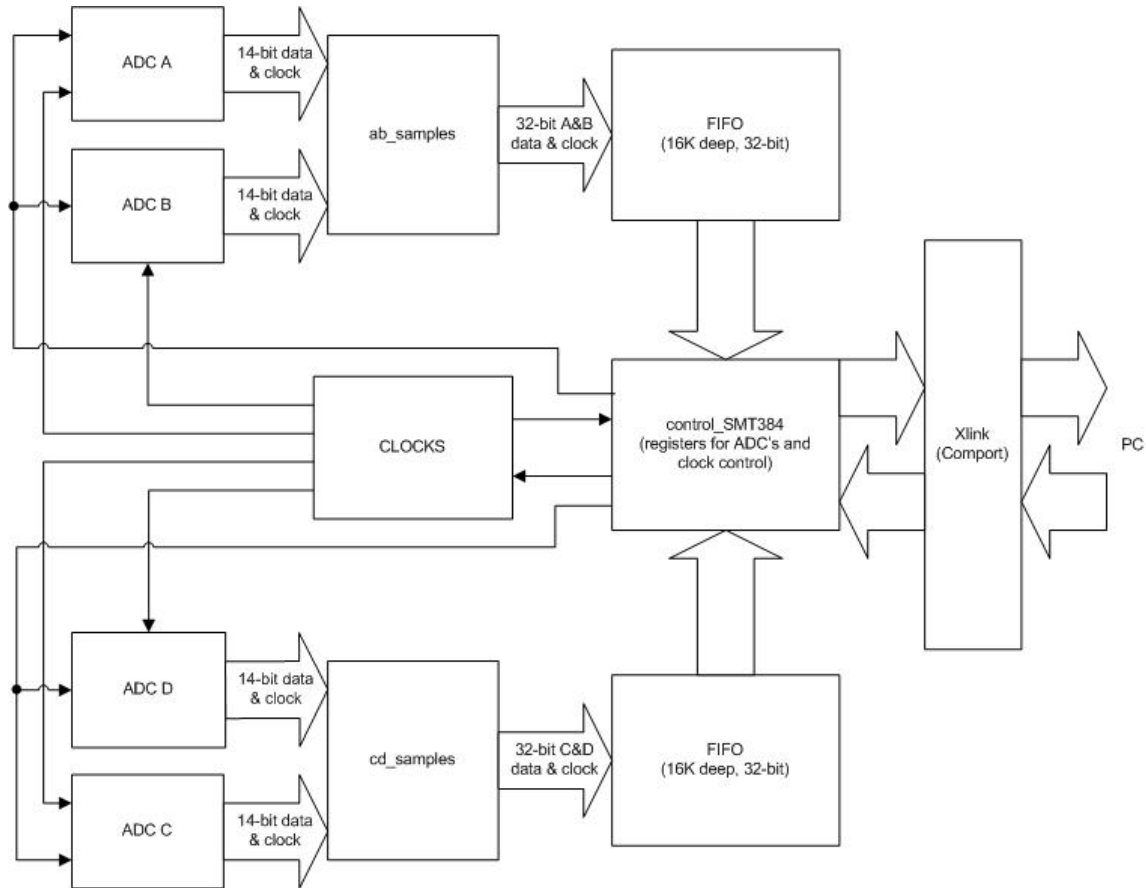 ADC A
14-bit data
& clock
ab_samples
32-bit A&B
data & clock
FIFO
(16K deep, 32-bit)
ADC B
14-bit data
& clock
CLOCKS
control_SMT384
(registers for ADC's and
clock control)
Xlink
(Comport)
PC
ADC D
14-bit data
& clock
cd_samples
32-bit C&D
data & clock
FIFO
(16K deep, 32-bit)
ADC C
14-bit data
& clock